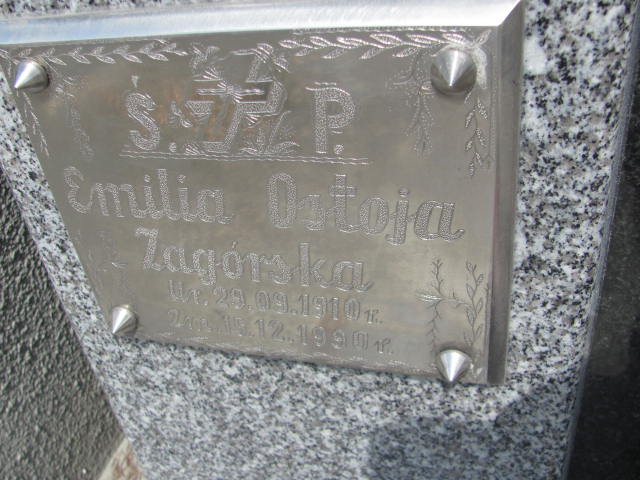 Ś. P.
Emilia Ostoja
Zagórska
Ur. 29.09.1910 r.
Zm. 15.12.1990 r.